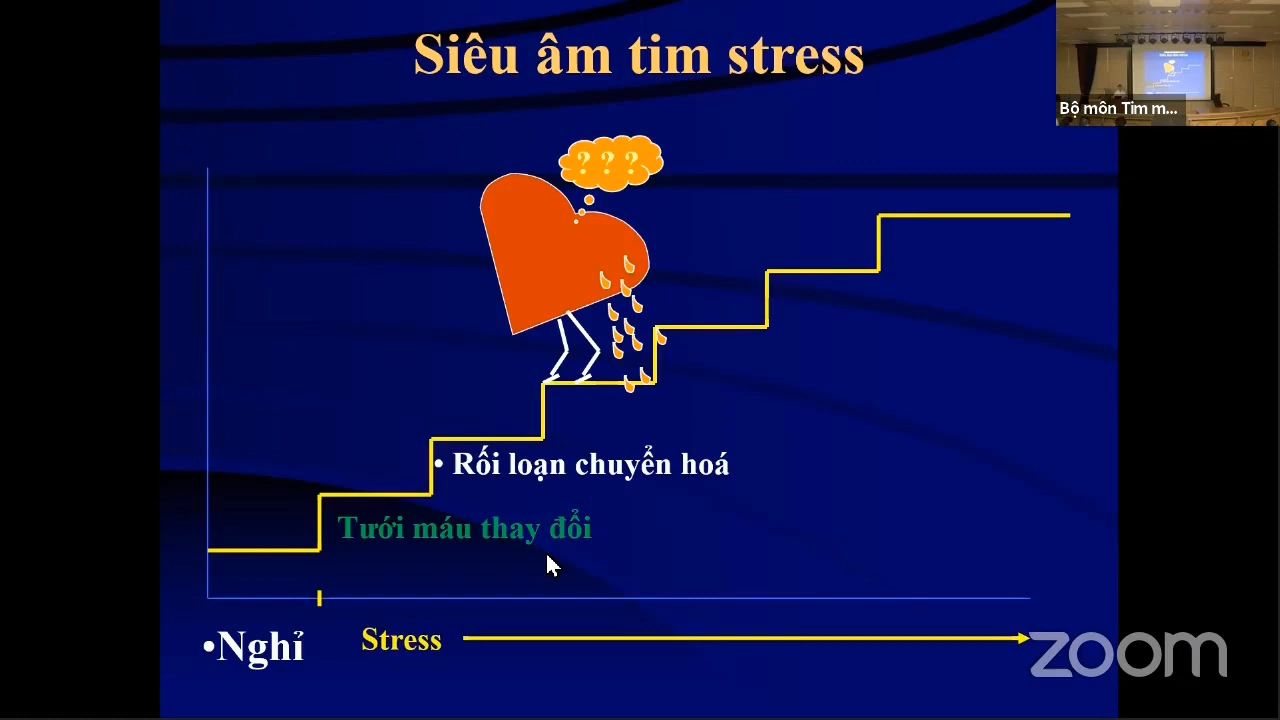 Siêu âm tim stress
Bộ môn Tim m...
? ? ?
• Rối loạn chuyển hoá
Tưới máu thay đổi
•Nghỉ
Stress
zoom